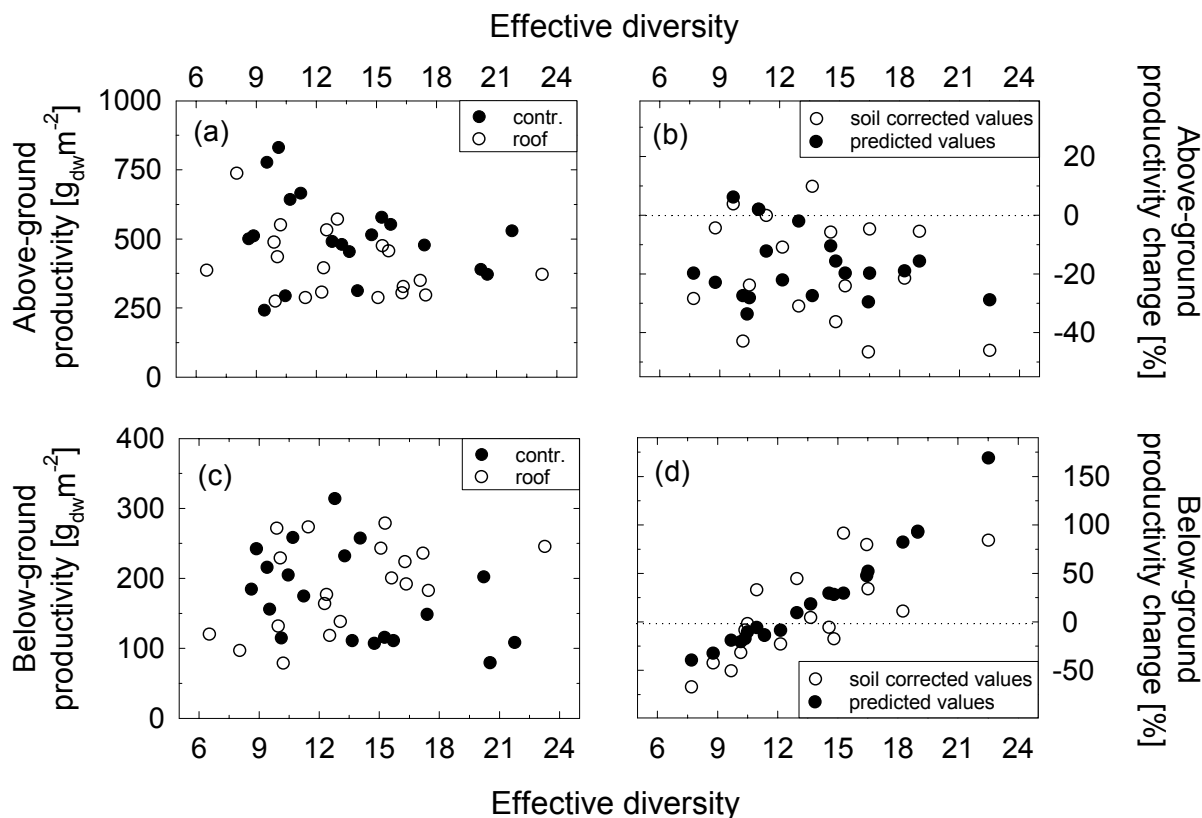 Effective diversity
6 9 12 15 18 21 24
6 9 12 15 18 21 24
Above-ground
productivity [g_dw m⁻²]
1000
750
500
250
0
(a)
contr.
roof
(b)
soil corrected values
predicted values
20
0
-20
-40
Above-ground
productivity change [%]
Below-ground
productivity [g_dw m⁻²]
400
300
200
100
0
(c)
contr.
roof
(d)
soil corrected values
predicted values
150
100
50
0
-50
Below-ground
productivity change [%]
6 9 12 15 18 21 24
6 9 12 15 18 21 24
Effective diversity